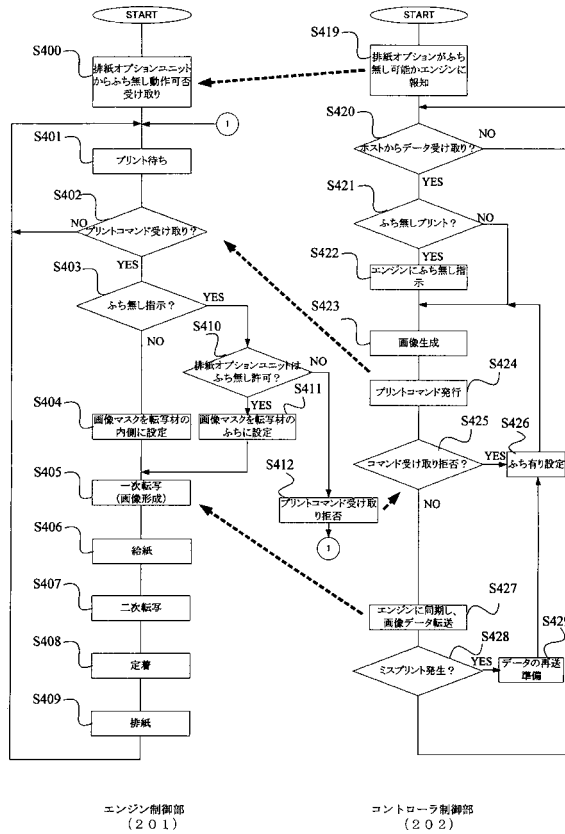 START
S400
排紙オプションユニット
からふち無し動作可否
受け取り
1
S401
プリント待ち
S402
プリントコマンド受け取り?
NO
YES
S403
ふち無し指示?
YES
NO
S410
排紙オプションユニットは
ふち無し許可?
NO
YES
S404
画像マスクを転写材の
内側に設定
S411
画像マスクを転写材の
ふちに設定
S412
プリントコマンド受け取
り拒否
1
S405
一次転写
(画像形成)
S406
給紙
S407
二次転写
S408
定着
S409
排紙
エンジン制御部
(201)
START
S419
排紙オプションがふち
無し可能かエンジンに
報知
S420
ホストからデータ受け取り?
NO
YES
S421
ふち無しプリント?
NO
YES
S422
エンジンにふち無し指
示
S423
画像生成
S424
プリントコマンド発行
S425
コマンド受け取り拒否?
YES
NO
S426
ふち有り設定
S427
エンジンに同期し、
画像データ転送
S428
ミスプリント発生?
YES
S429
データの再送
準備
コントローラ制御部
(202)